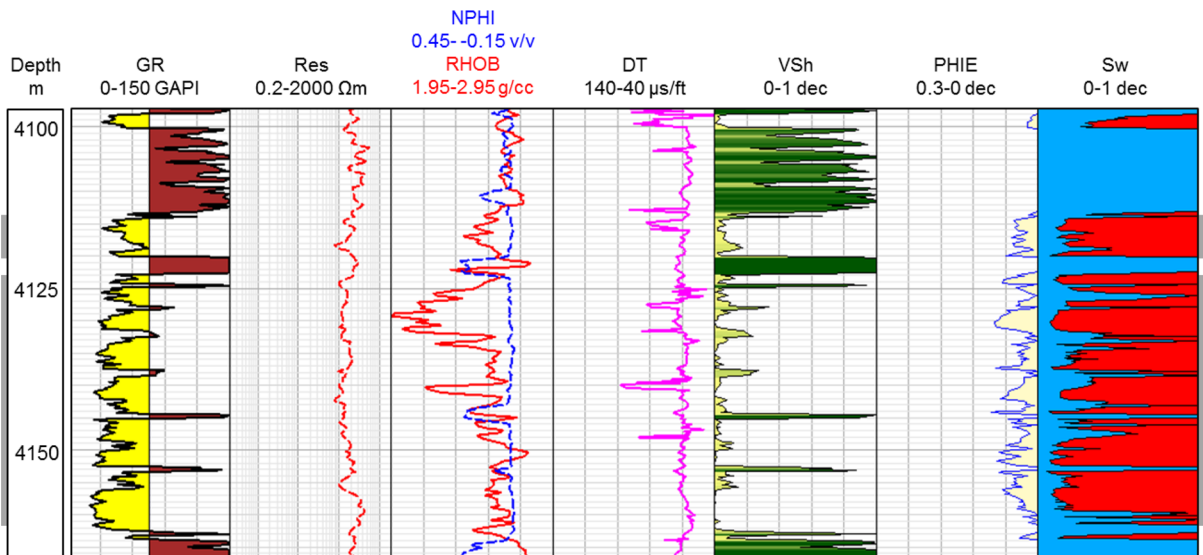 NPHI
0.45- -0.15 v/v
Depth GR Res RHOB DT VSh PHIE Sw
m 0-150 GAPI 0.2-2000 Ωm 1.95-2.95 g/cc 140-40 µs/ft 0-1 dec 0.3-0 dec 0-1 dec
4100
4125
4150